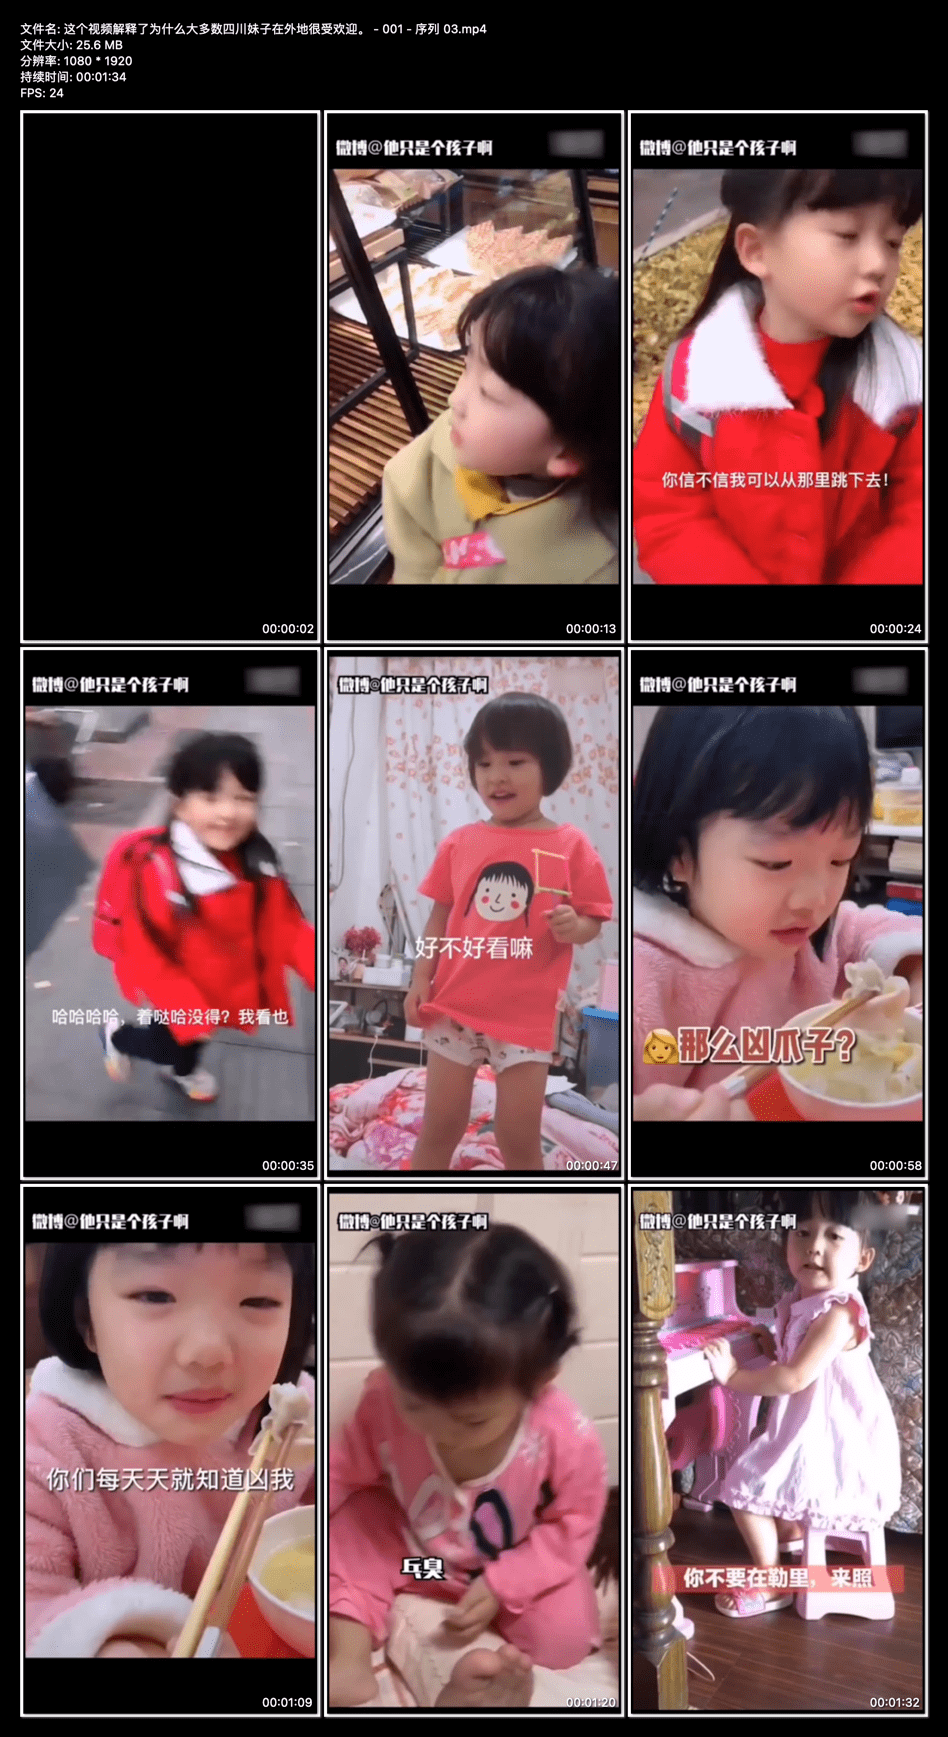 文件名: 这个视频解释了为什么大多数四川妹子在外地很受欢迎。 - 001 - 序列 03.mp4
文件大小: 25.6 MB
分辨率: 1080 * 1920
持续时间: 00:01:34
FPS: 24
00:00:02
微博@他只是个孩子啊
00:00:13
微博@他只是个孩子啊
你信不信我可以从那里跳下去!
00:00:24
微博@他只是个孩子啊
哈哈哈哈，着哒哈没得？我看也
00:00:35
微博@他只是个孩子啊
好不好看嘛
00:00:47
微博@他只是个孩子啊
那么凶爪子?
00:00:58
微博@他只是个孩子啊
你们每天天就知道凶我
00:01:09
微博@他只是个孩子啊
乓臭
00:01:20
微博@他只是个孩子啊
你不要在勒里，来照
00:01:32